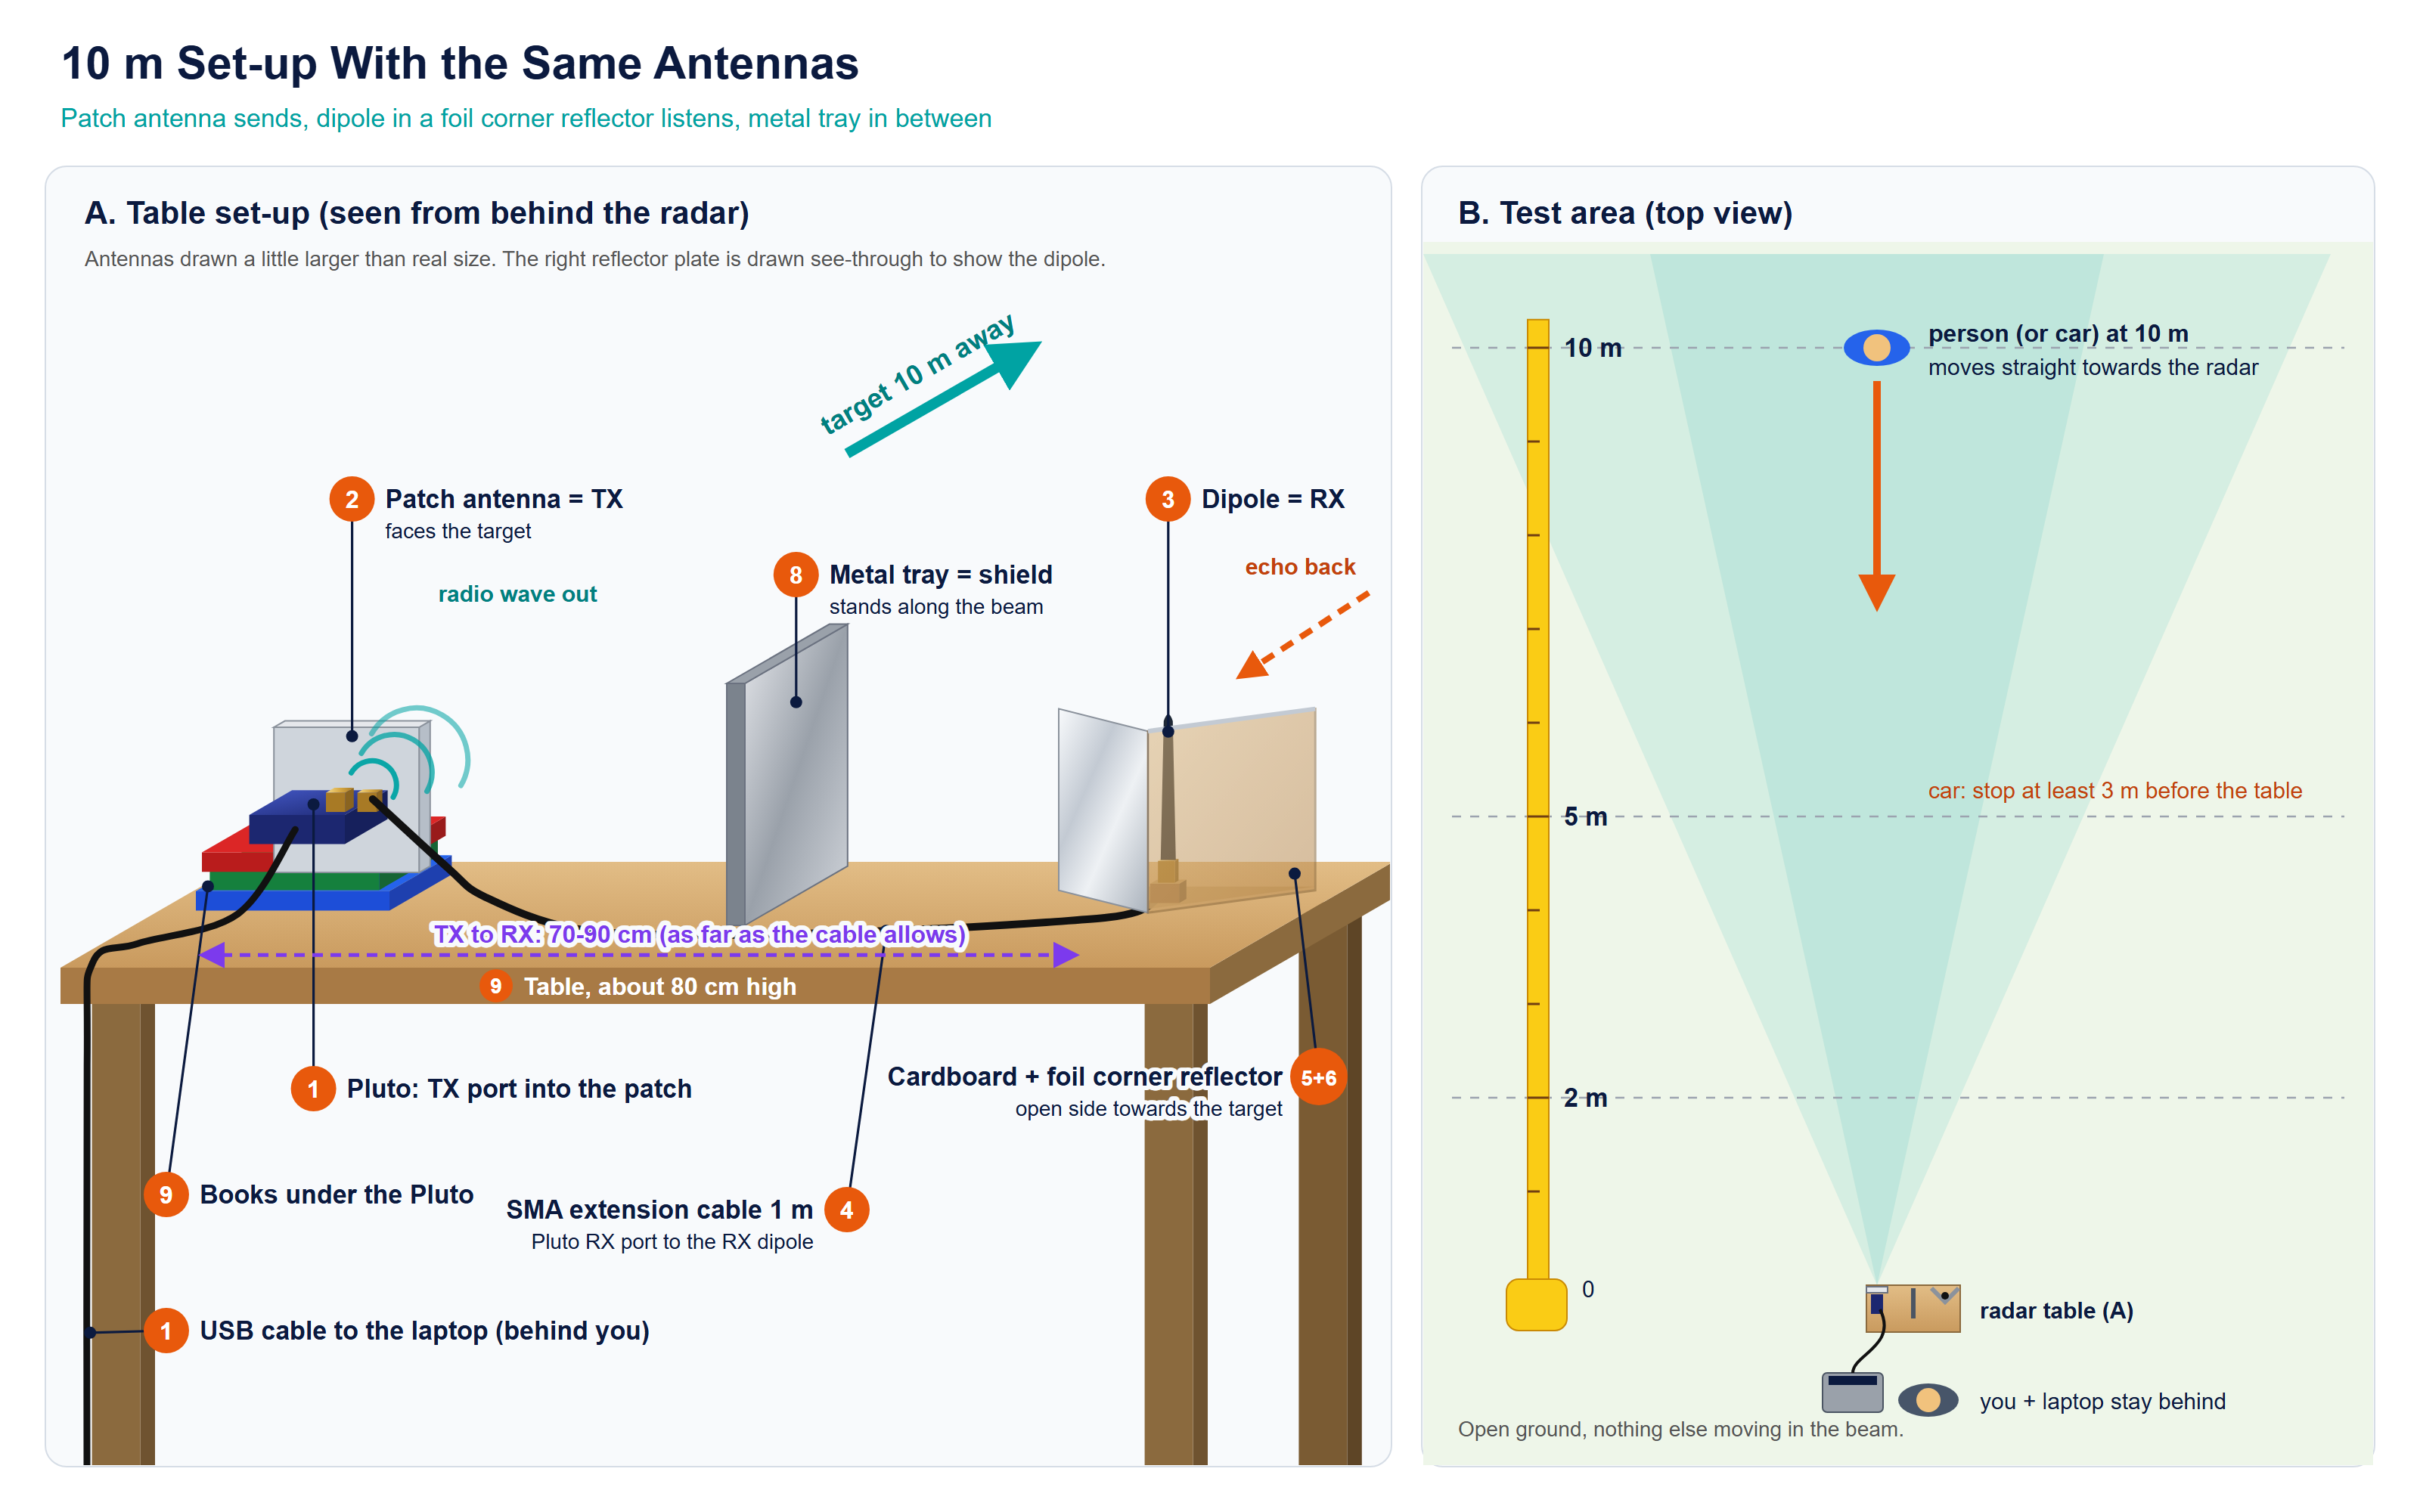 10 m Set-up With the Same Antennas
Patch antenna sends, dipole in a foil corner reflector listens, metal tray in between
A. Table set-up (seen from behind the radar)
Antennas drawn a little larger than real size. The right reflector plate is drawn see-through to show the dipole.
target 10 m away
2 Patch antenna = TX
faces the target
radio wave out
8 Metal tray = shield
stands along the beam
3 Dipole = RX
echo back
TX to RX: 70-90 cm (as far as the cable allows)
9 Table, about 80 cm high
1 Pluto: TX port into the patch
Cardboard + foil corner reflector 5+6
open side towards the target
9 Books under the Pluto
SMA extension cable 1 m 4
Pluto RX port to the RX dipole
1 USB cable to the laptop (behind you)
B. Test area (top view)
10 m
person (or car) at 10 m
moves straight towards the radar
car: stop at least 3 m before the table
5 m
2 m
0
radar table (A)
you + laptop stay behind
Open ground, nothing else moving in the beam.